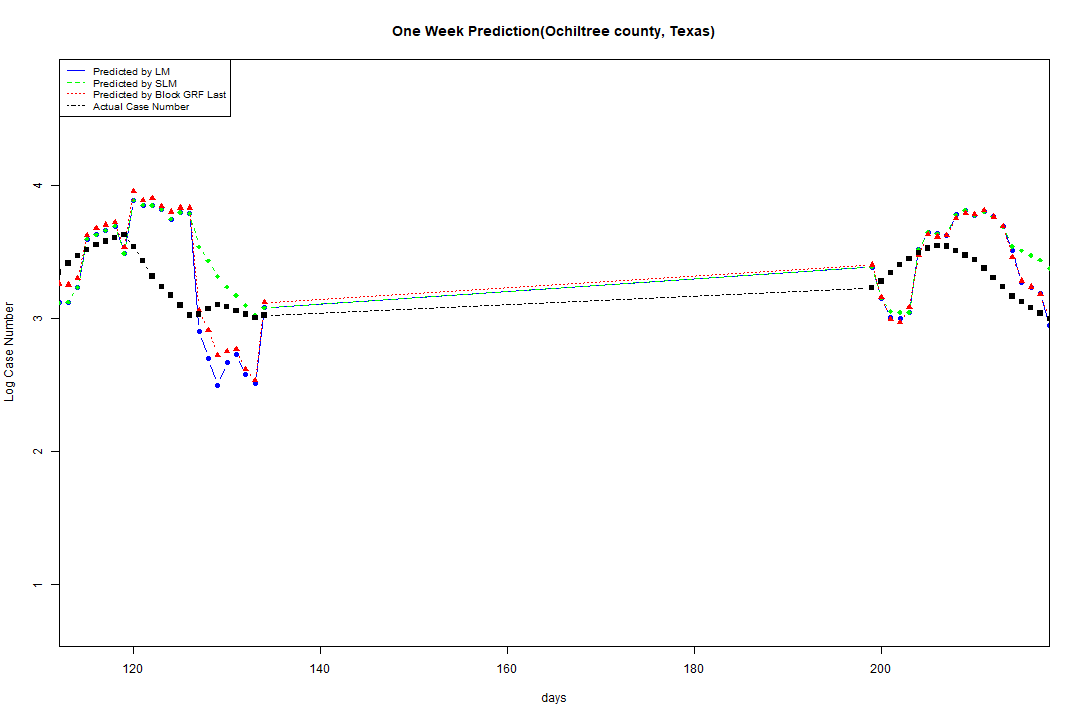 One Week Prediction(Ochiltree county, Texas)
Predicted by LM
Predicted by SLM
Predicted by Block GRF Last
Actual Case Number
4
3
2
1
Log Case Number
120 140 160 180 200
days